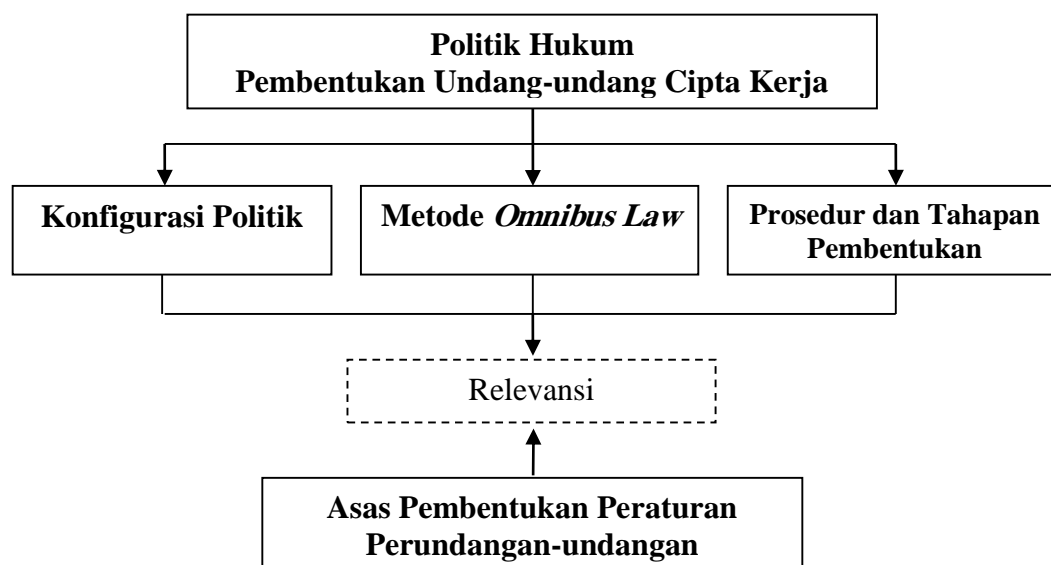 Politik Hukum
Pembentukan Undang-undang Cipta Kerja
Konfigurasi Politik
Metode Omnibus Law
Prosedur dan Tahapan
Pembentukan
Relevansi
Asas Pembentukan Peraturan
Perundangan-undangan